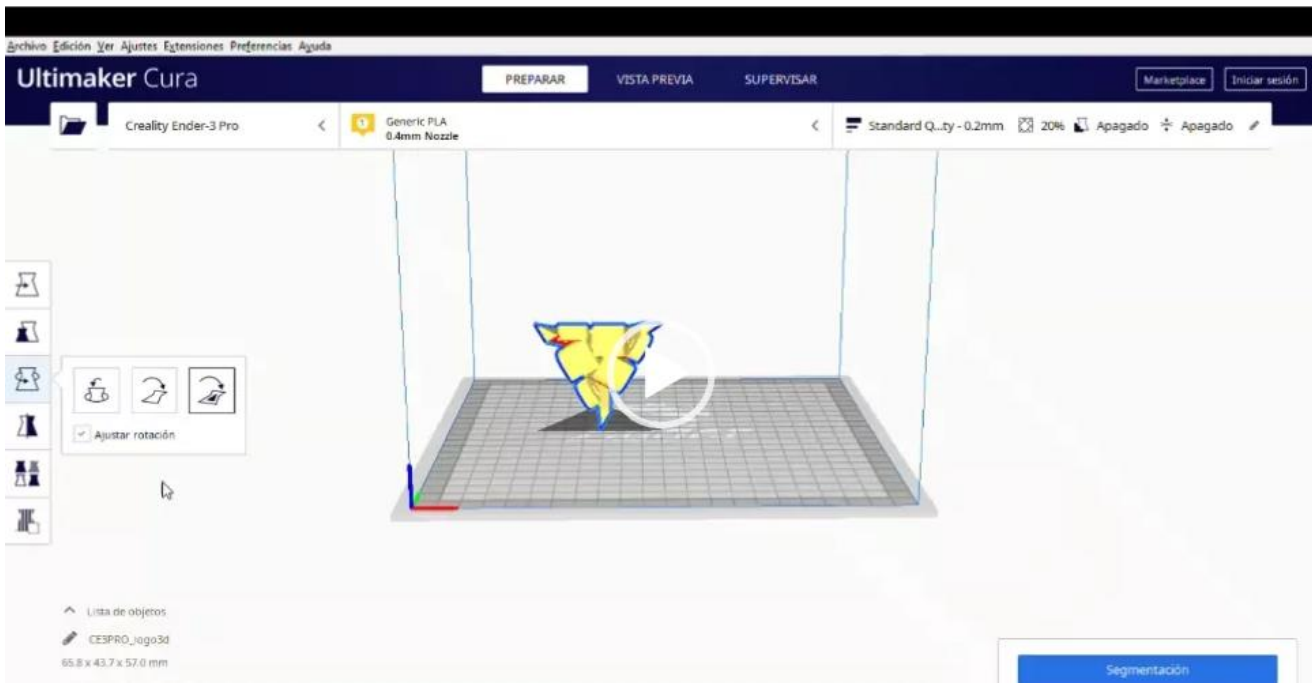 Archivo Edición Ver Ajustes Extensiones Preferencias Ayuda
Ultimaker Cura
PREPARAR VISTA PREVIA SUPERVISAR
Marketplace Iniciar sesión
Creality Ender-3 Pro
1 Generic PLA
0.4mm Nozzle
Standard Q...ty - 0.2mm 20% Apagado Apagado
Ajustar rotación
Lista de objetos
CE3PRO_logo3d
65.8 x 43.7 x 57.0 mm
Segmentación